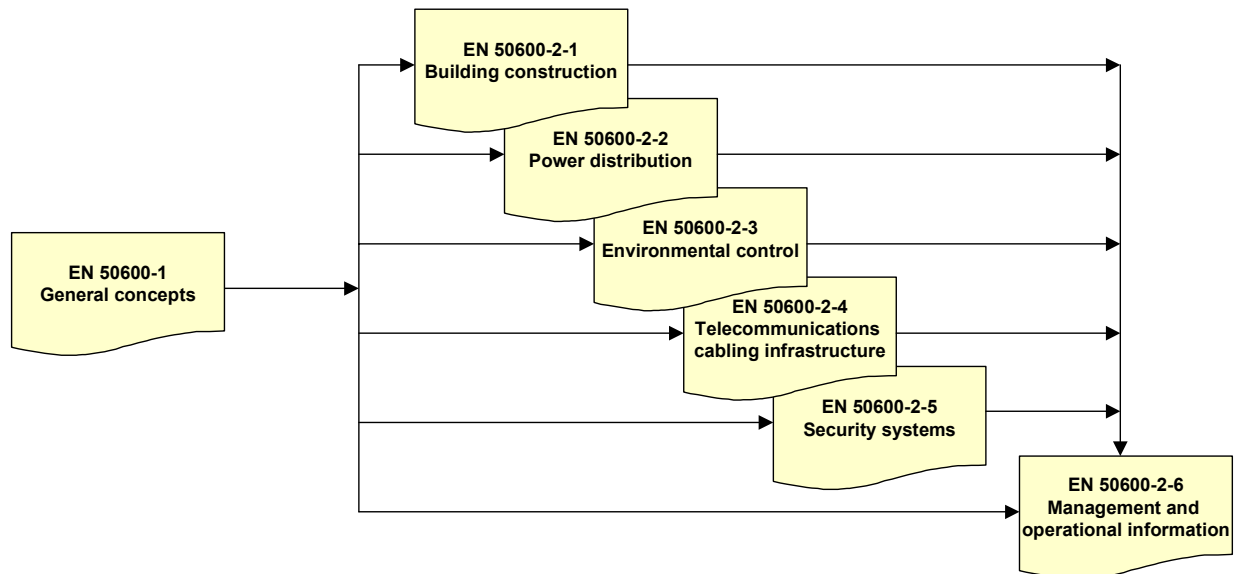 EN 50600-2-1
Building construction
EN 50600-2-2
Power distribution
EN 50600-2-3
Environmental control
EN 50600-1
General concepts
EN 50600-2-4
Telecommunications
cabling infrastructure
EN 50600-2-5
Security systems
EN 50600-2-6
Management and
operational information